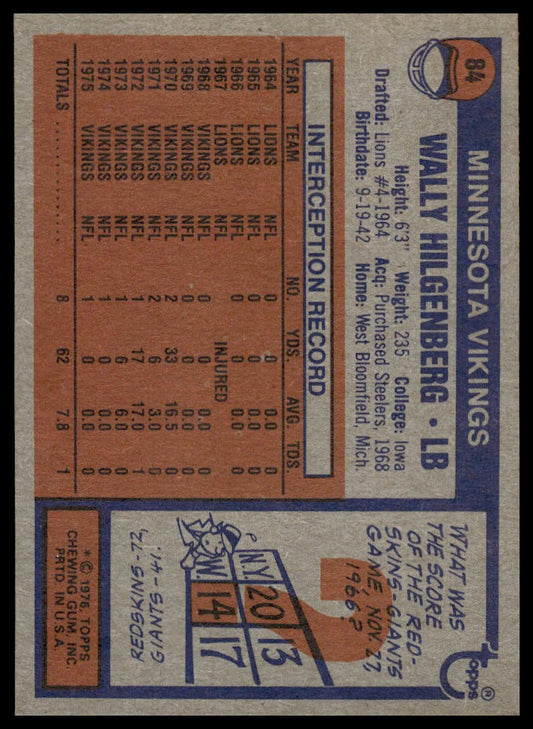 84
MINNESOTA VIKINGS
WALLY HILGENBERG • LB
Height: 6'3" Weight: 235 College: Iowa
Drafted: Lions #4-1964 Acq: Purchased Steelers, 1968
Birthdate: 9-19-42 Home: West Bloomfield, Mich.
INTERCEPTION RECORD
YEAR TEAM NO. YDS. AVG. TDS.
1964 LIONS NFL 0 0 0.0 0
1965 LIONS NFL 0 0 0.0 0
1966 LIONS NFL 0 0 0.0 0
1967 LIONS INJURED
1968 VIKINGS NFL 0 0 0.0 0
1969 VIKINGS NFL 0 0 0.0 0
1970 VIKINGS NFL 2 33 16.5 0
1971 VIKINGS NFL 2 6 3.0 0
1972 VIKINGS NFL 1 17 17.0 1
1973 VIKINGS NFL 1 6 6.0 0
1974 VIKINGS NFL 1 0 0.0 0
1975 VIKINGS NFL 1 0 0.0 0
TOTALS 8 62 7.8 1
topps®
WHAT WAS
THE SCORE
OF THE RED-
SKINS-GIANTS
GAME, NOV. 27,
1966?
N.Y. 20 13
W. 14 17
REDSKINS-72,
GIANTS-41.
* © 1976, TOPPS
CHEWING GUM, INC.
PRTD. IN U.S.A.